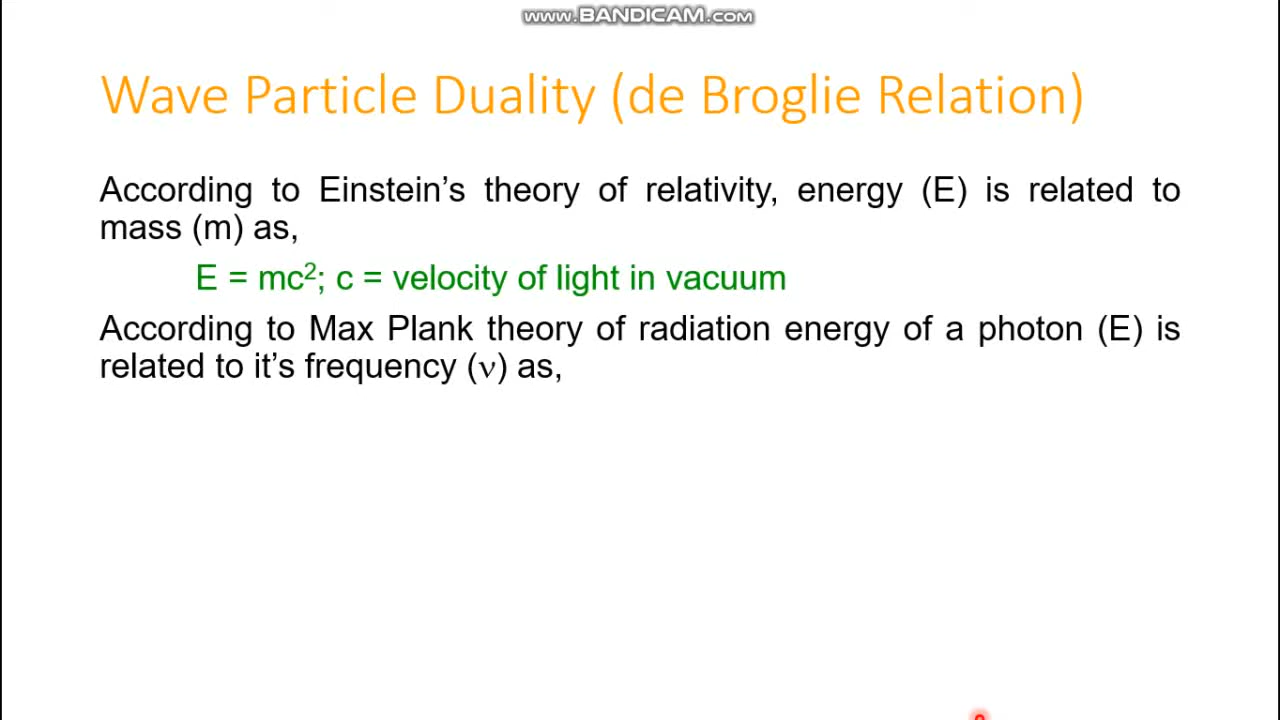 www.BANDICAM.com
Wave Particle Duality (de Broglie Relation)
According to Einstein’s theory of relativity, energy (E) is related to
mass (m) as,
E = mc²; c = velocity of light in vacuum
According to Max Plank theory of radiation energy of a photon (E) is
related to it’s frequency (ν) as,